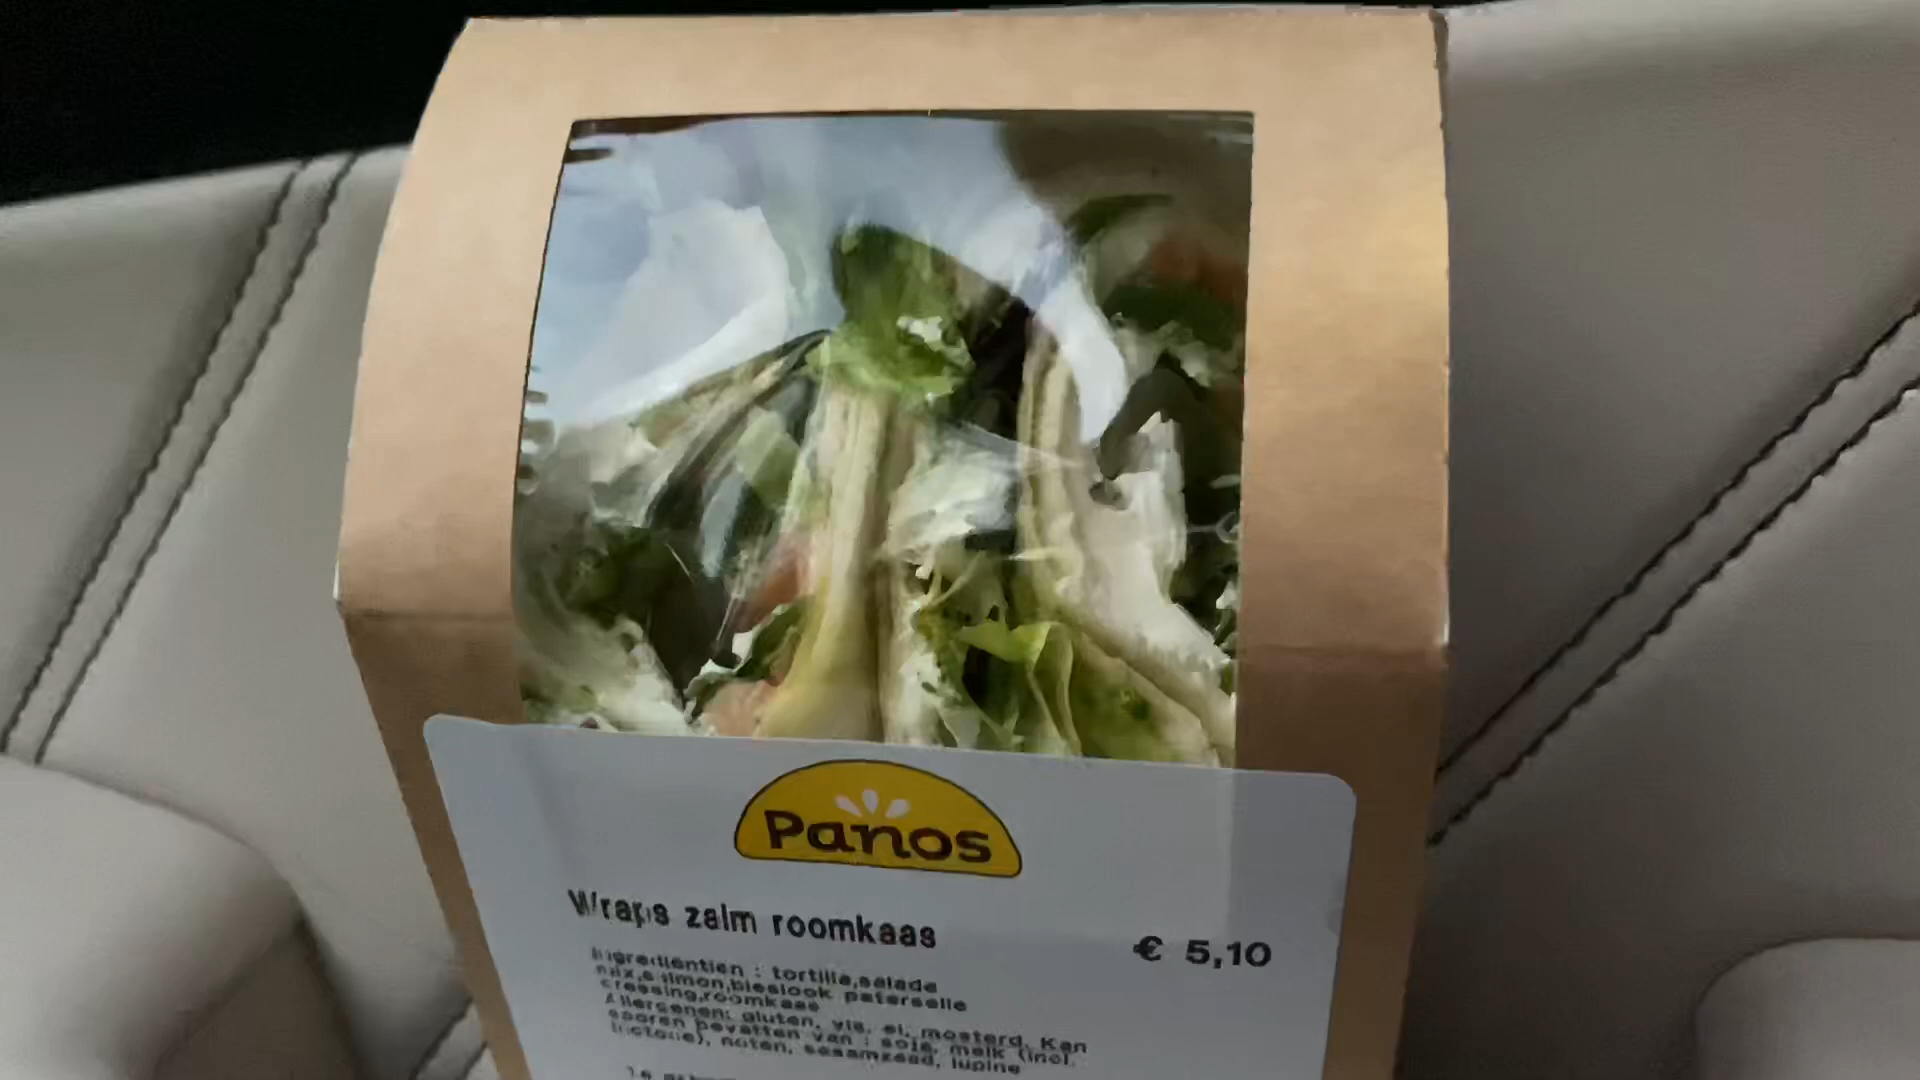 Panos
Wraps zalm roomkaas
€ 5,10
Ingredientien : tortilla,salade
mix,salmon,bieslook peterselie
dressing,roomkaas
Allergenen: gluten, vis, ei, mosterd. Kan
sporen bevatten van : soja, melk (incl.
lactose), noten, sesamzaad, lupine